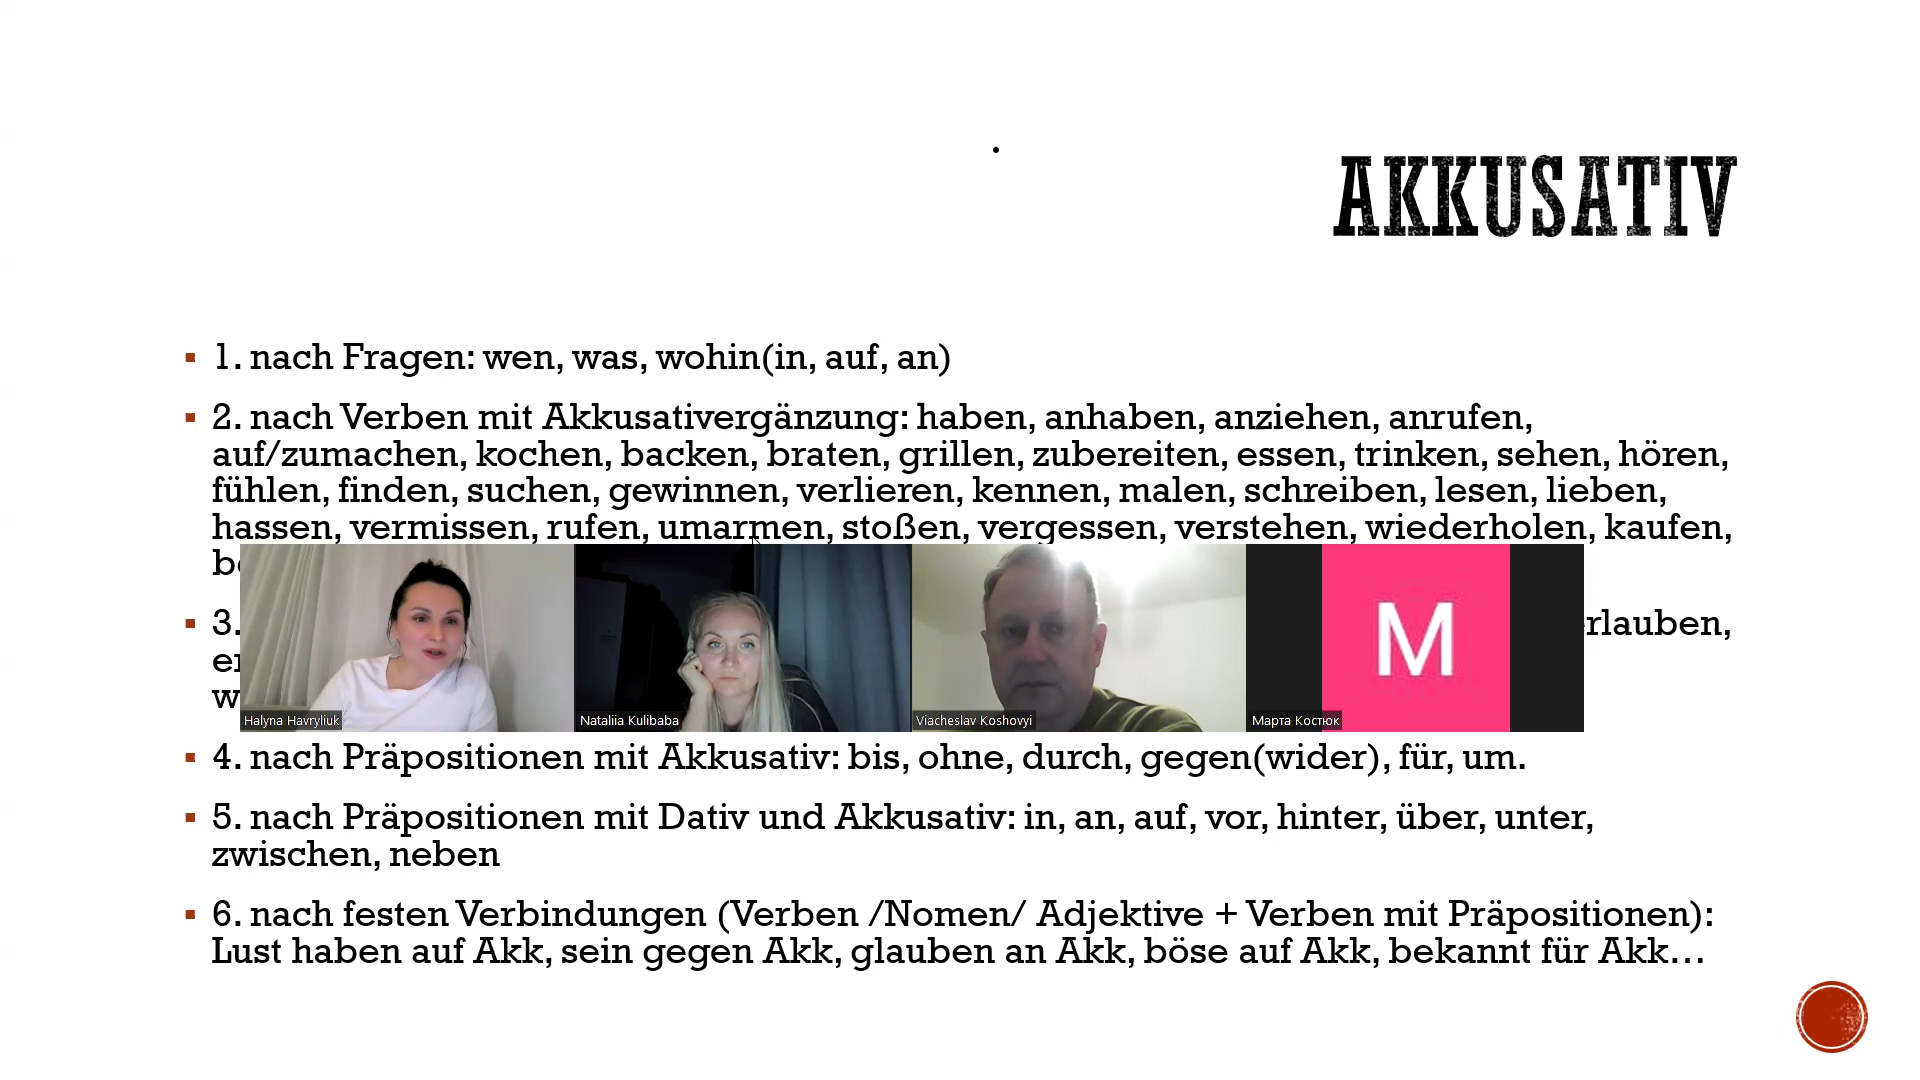 AKKUSATIV
1. nach Fragen: wen, was, wohin(in, auf, an)
2. nach Verben mit Akkusativergänzung: haben, anhaben, anziehen, anrufen,
auf/zumachen, kochen, backen, braten, grillen, zubereiten, essen, trinken, sehen, hören,
fühlen, finden, suchen, gewinnen, verlieren, kennen, malen, schreiben, lesen, lieben,
hassen, vermissen, rufen, umarmen, stoßen, vergessen, verstehen, wiederholen, kaufen,
3.
M
Halyna Havryliuk
Nataliia Kulibaba
Viacheslav Koshovyi
Марта Костюк
4. nach Präpositionen mit Akkusativ: bis, ohne, durch, gegen(wider), für, um.
5. nach Präpositionen mit Dativ und Akkusativ: in, an, auf, vor, hinter, über, unter,
zwischen, neben
6. nach festen Verbindungen (Verben /Nomen/ Adjektive + Verben mit Präpositionen):
Lust haben auf Akk, sein gegen Akk, glauben an Akk, böse auf Akk, bekannt für Akk…